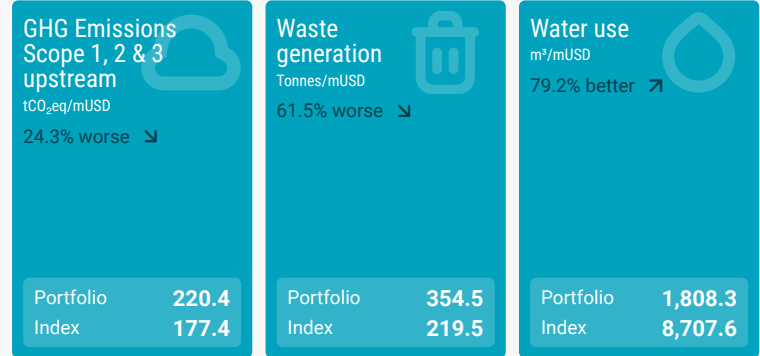 GHG Emissions
Scope 1, 2 & 3
upstream
tCO₂eq/mUSD
24.3% worse
Portfolio 220.4
Index 177.4
Waste
generation
Tonnes/mUSD
61.5% worse
Portfolio 354.5
Index 219.5
Water use
m³/mUSD
79.2% better
Portfolio 1,808.3
Index 8,707.6